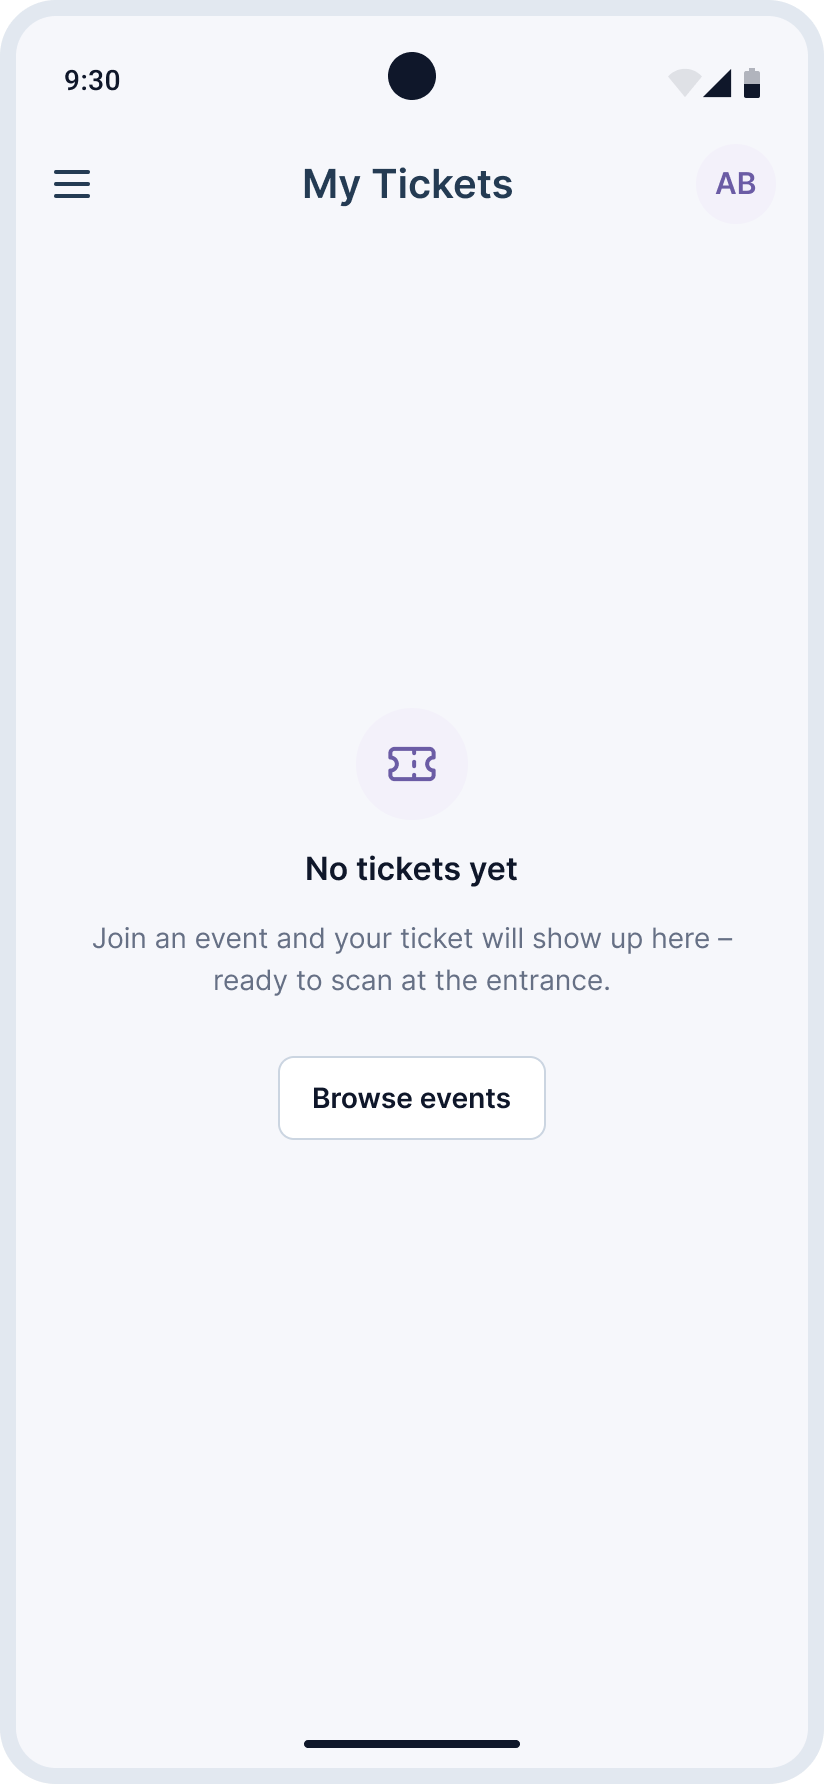 9:30
My Tickets
AB
No tickets yet
Join an event and your ticket will show up here –
ready to scan at the entrance.
Browse events